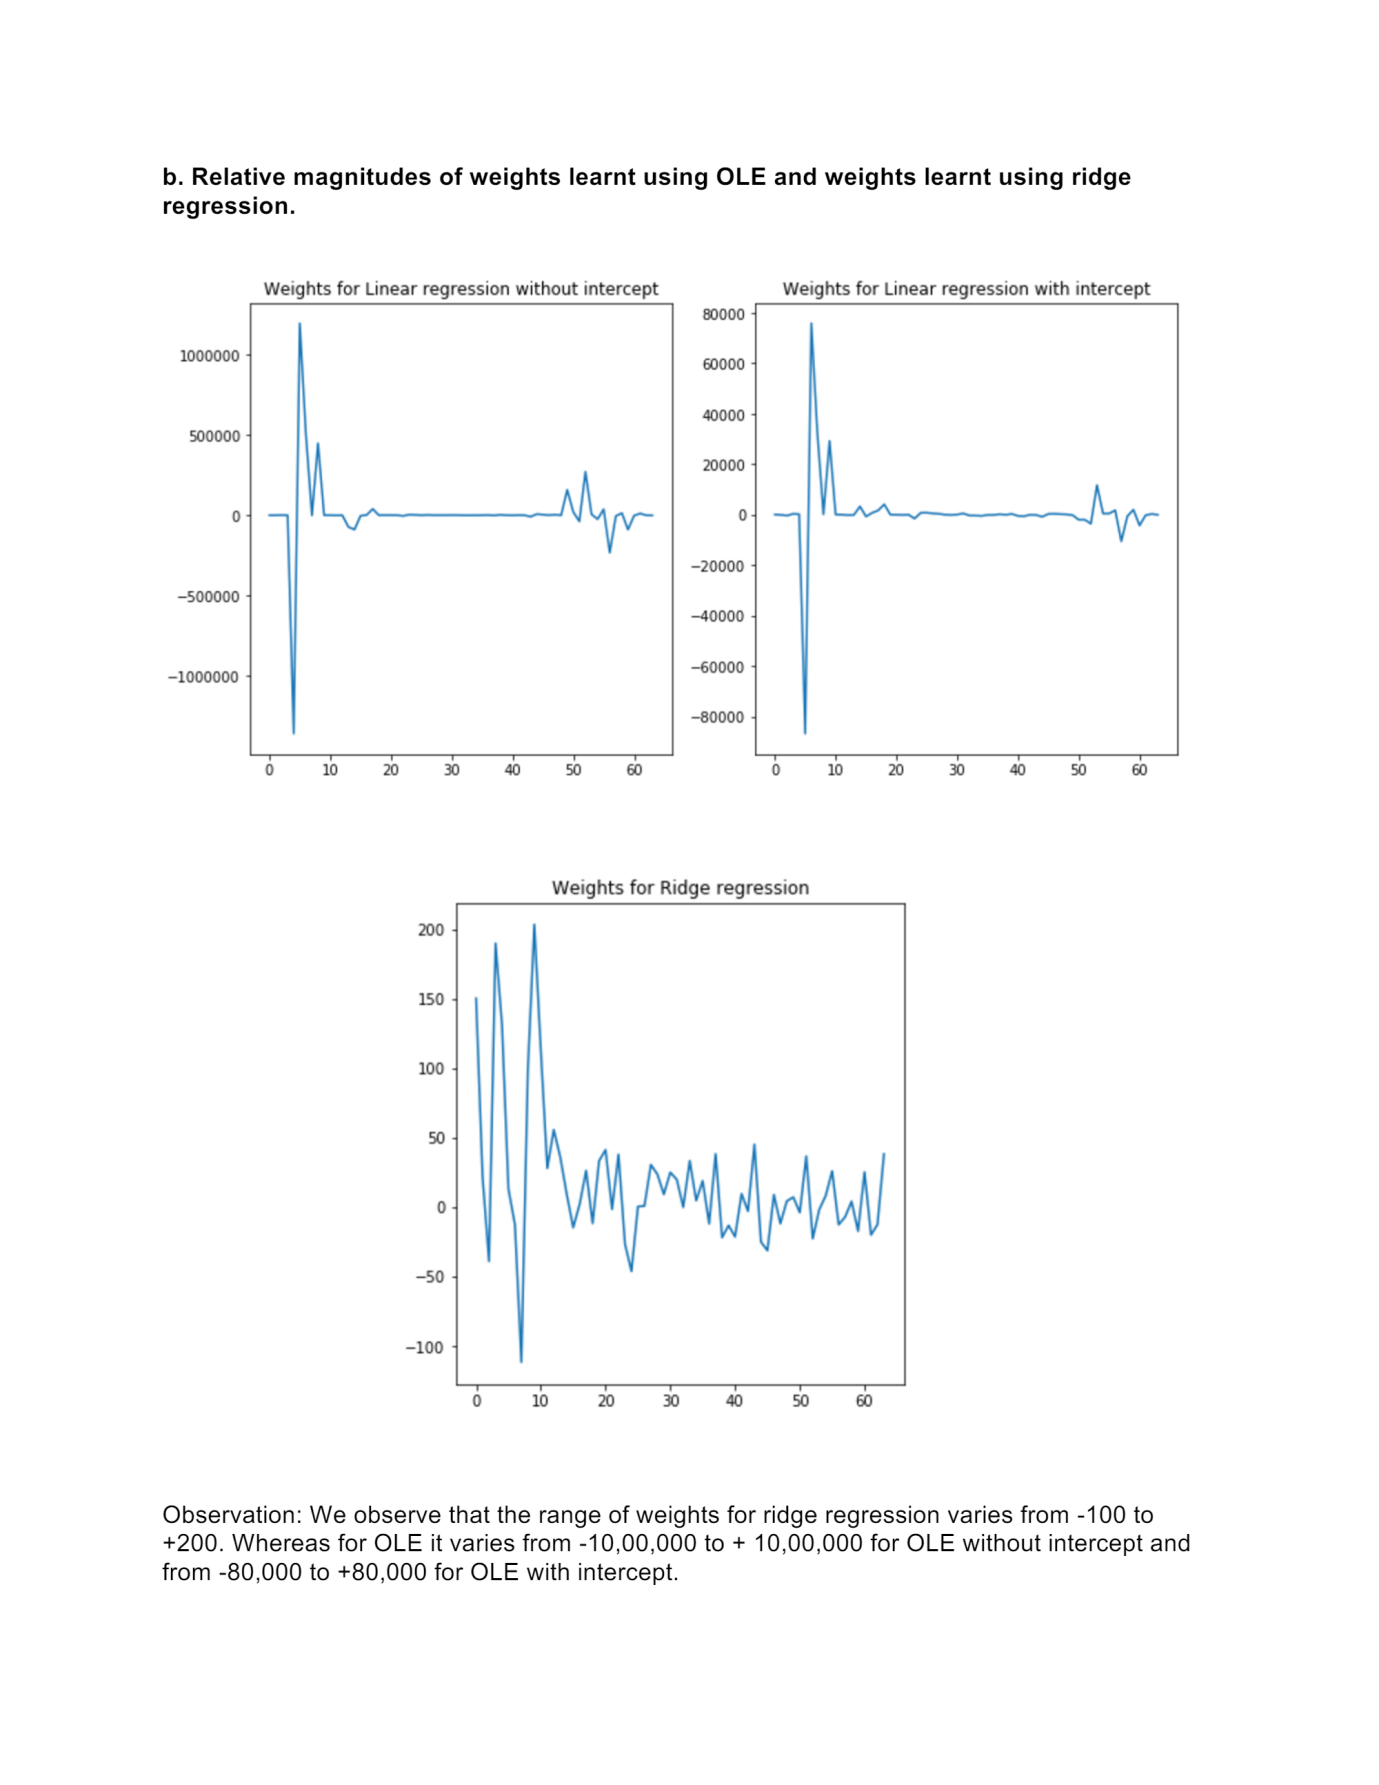 b. Relative magnitudes of weights learnt using OLE and weights learnt using ridge
regression.
Weights for Linear regression without intercept
1000000
500000
0
−500000
−1000000
0 10 20 30 40 50 60
Weights for Linear regression with intercept
80000
60000
40000
20000
0
−20000
−40000
−60000
−80000
0 10 20 30 40 50 60
Weights for Ridge regression
200
150
100
50
0
−50
−100
0 10 20 30 40 50 60
Observation: We observe that the range of weights for ridge regression varies from -100 to
+200. Whereas for OLE it varies from -10,00,000 to + 10,00,000 for OLE without intercept and
from -80,000 to +80,000 for OLE with intercept.